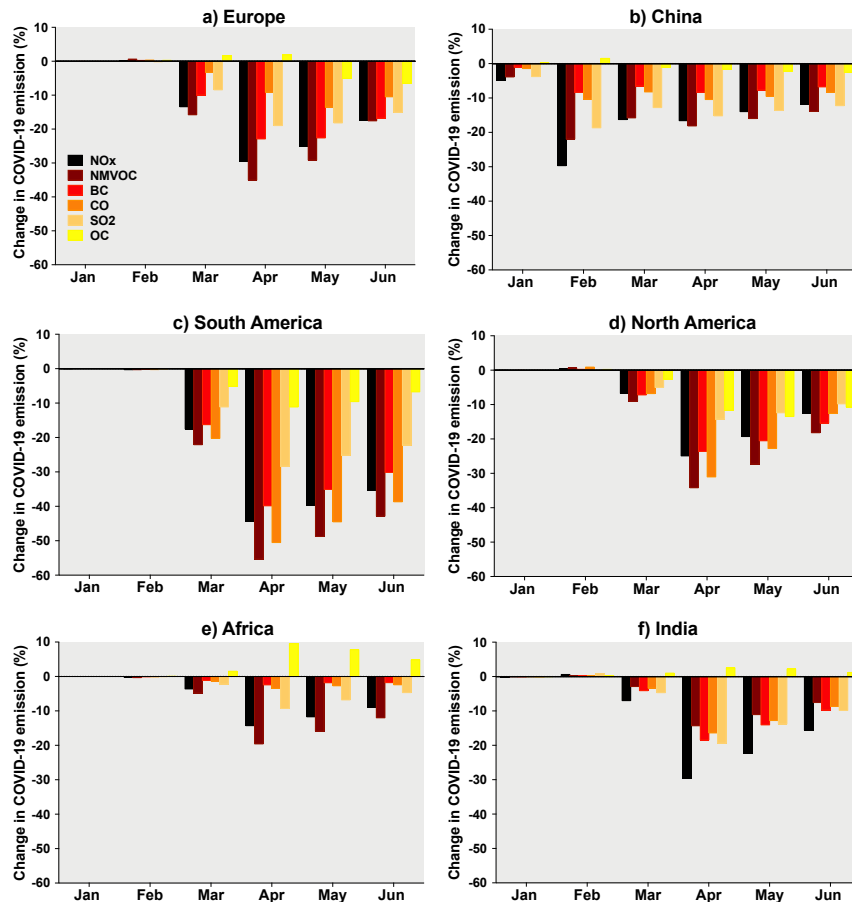 a) Europe
Change in COVID-19 emission (%)
10
0
-10
-20
-30
-40
-50
-60
NOx
NMVOC
BC
CO
SO2
OC
Jan Feb Mar Apr May Jun
b) China
Change in COVID-19 emission (%)
10
0
-10
-20
-30
-40
-50
-60
Jan Feb Mar Apr May Jun
c) South America
Change in COVID-19 emission (%)
10
0
-10
-20
-30
-40
-50
-60
Jan Feb Mar Apr May Jun
d) North America
Change in COVID-19 emission (%)
10
0
-10
-20
-30
-40
-50
-60
Jan Feb Mar Apr May Jun
e) Africa
Change in COVID-19 emission (%)
10
0
-10
-20
-30
-40
-50
-60
Jan Feb Mar Apr May Jun
f) India
Change in COVID-19 emission (%)
10
0
-10
-20
-30
-40
-50
-60
Jan Feb Mar Apr May Jun